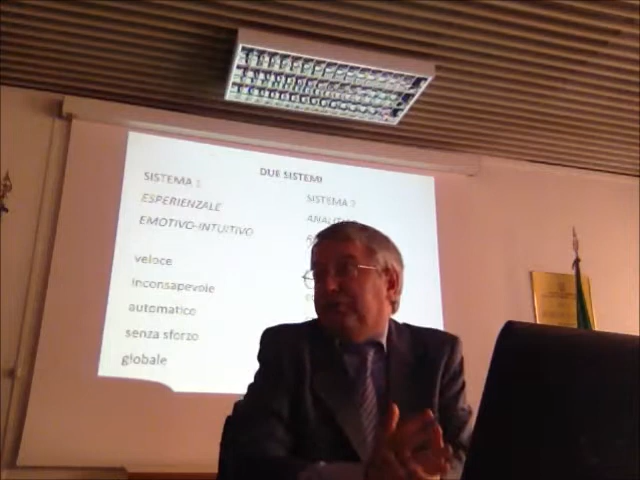 DUE SISTEMI
SISTEMA 1
ESPERIENZALE
EMOTIVO-INTUITIVO
veloce
inconsapevole
automatico
senza sforzo
globale
SISTEMA 2